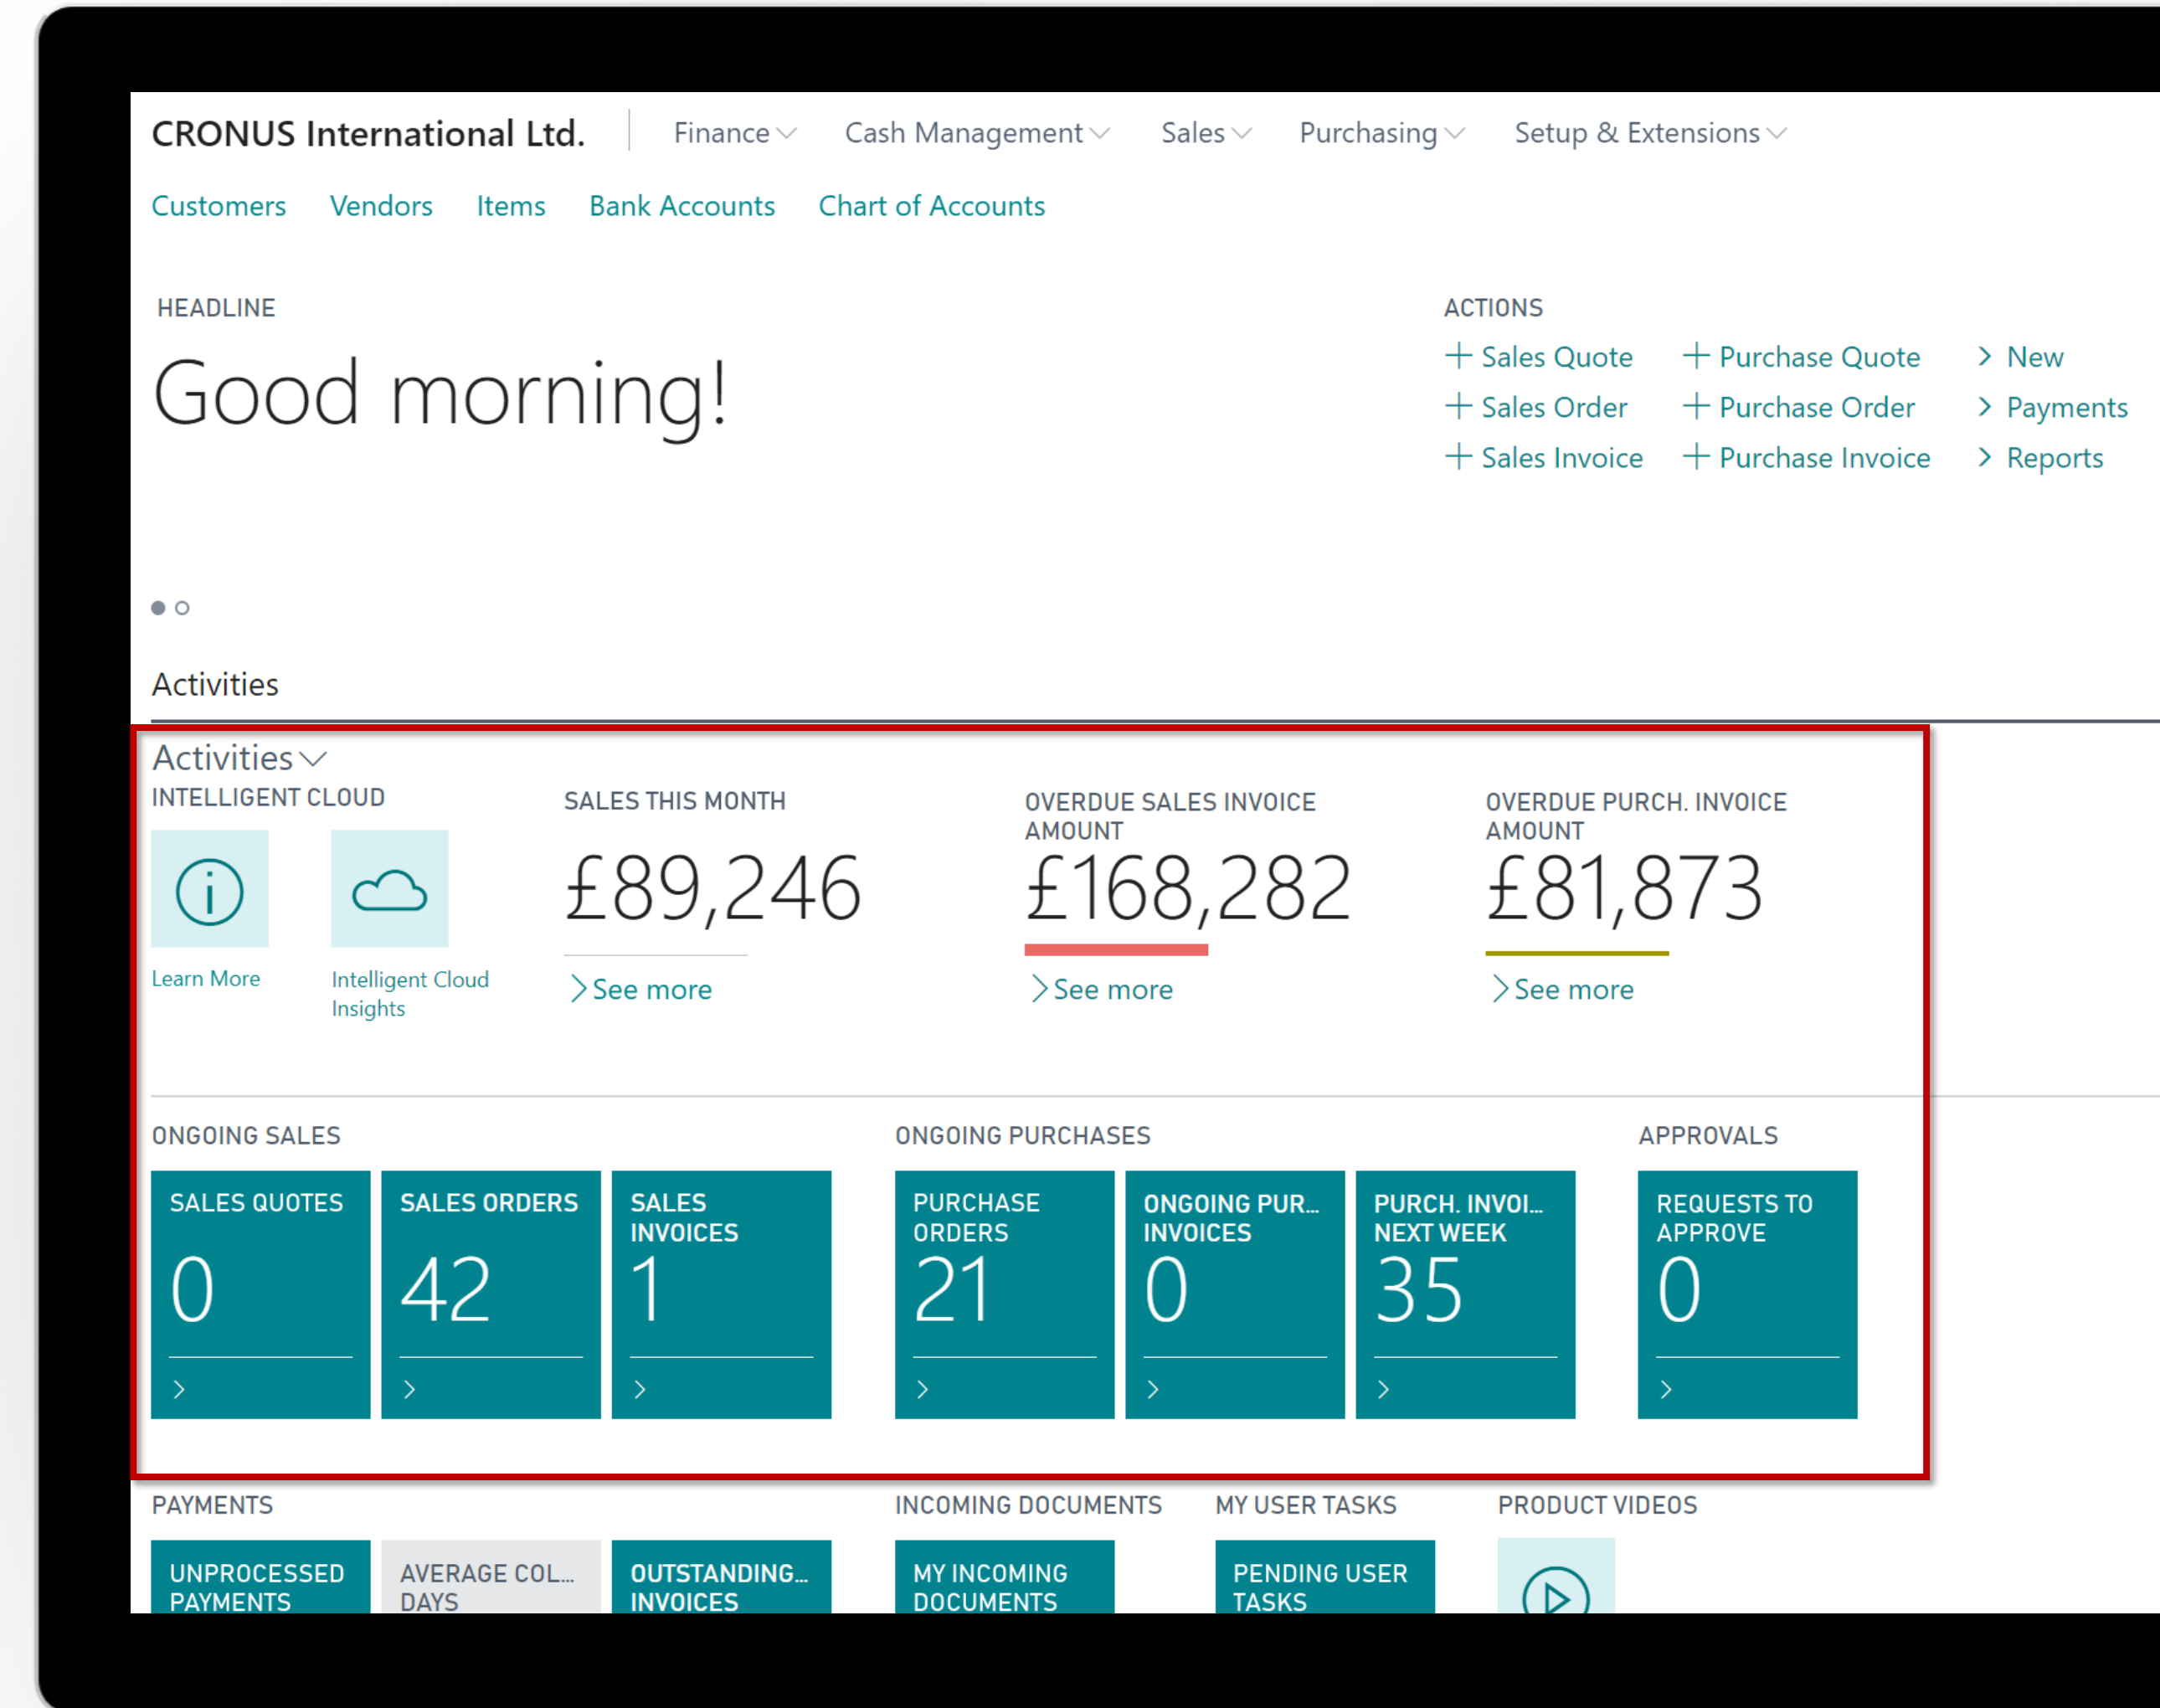 CRONUS International Ltd. Finance Cash Management Sales Purchasing Setup & Extensions
Customers Vendors Items Bank Accounts Chart of Accounts
HEADLINE
Good morning!
ACTIONS
Sales Quote Purchase Quote New
Sales Order Purchase Order Payments
Sales Invoice Purchase Invoice Reports
Activities
Activities
INTELLIGENT CLOUD
Learn More
Intelligent Cloud
Insights
SALES THIS MONTH
£89,246
See more
OVERDUE SALES INVOICE
AMOUNT
£168,282
See more
OVERDUE PURCH. INVOICE
AMOUNT
£81,873
See more
ONGOING SALES
SALES QUOTES
0
SALES ORDERS
42
SALES
INVOICES
1
ONGOING PURCHASES
PURCHASE
ORDERS
21
ONGOING PUR...
INVOICES
0
PURCH. INVOI...
NEXT WEEK
35
APPROVALS
REQUESTS TO
APPROVE
0
PAYMENTS
UNPROCESSED
PAYMENTS
AVERAGE COL...
DAYS
OUTSTANDING...
INVOICES
INCOMING DOCUMENTS
MY INCOMING
DOCUMENTS
MY USER TASKS
PENDING USER
TASKS
PRODUCT VIDEOS